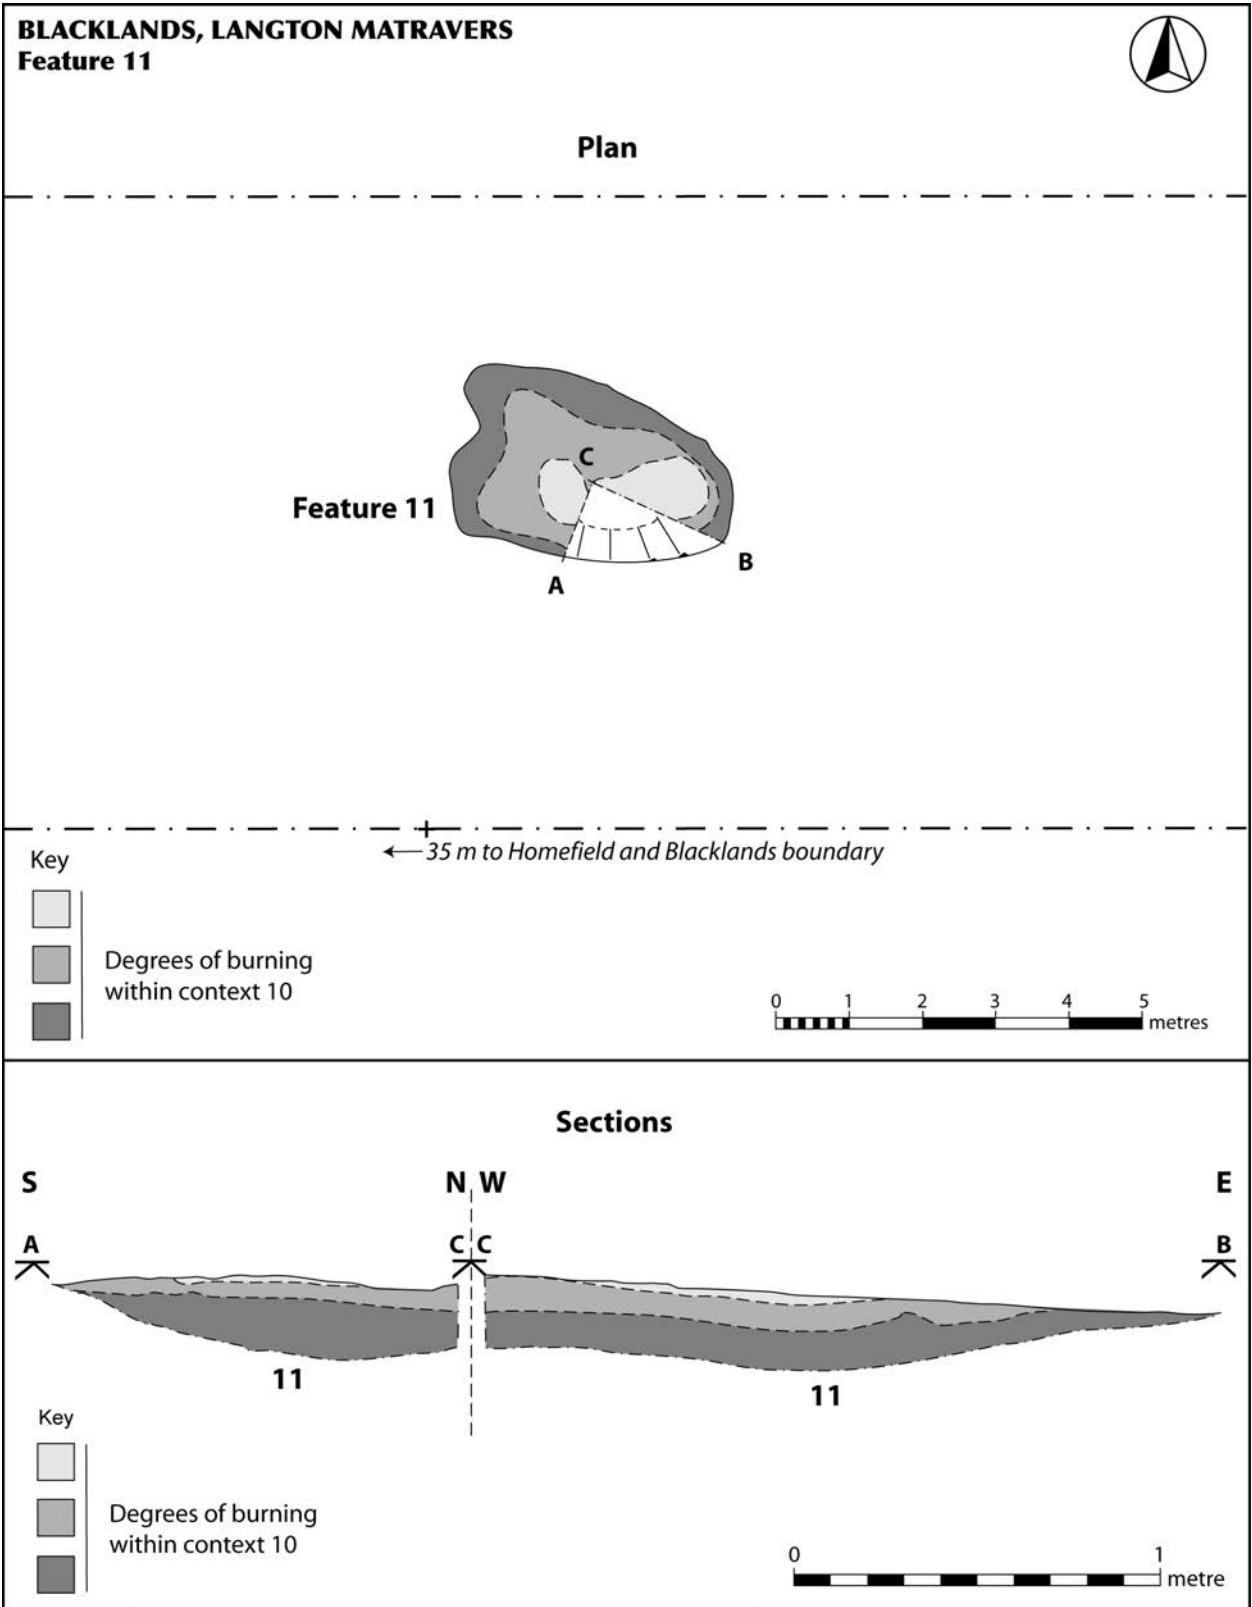 BLACKLANDS, LANGTON MATRAVERS
Feature 11
Plan
C
Feature 11
B
A
35 m to Homefield and Blacklands boundary
Key
Degrees of burning
within context 10
0 1 2 3 4 5
metres
Sections
S N W E
A C C B
11
11
Key
Degrees of burning
within context 10
0 1
metre